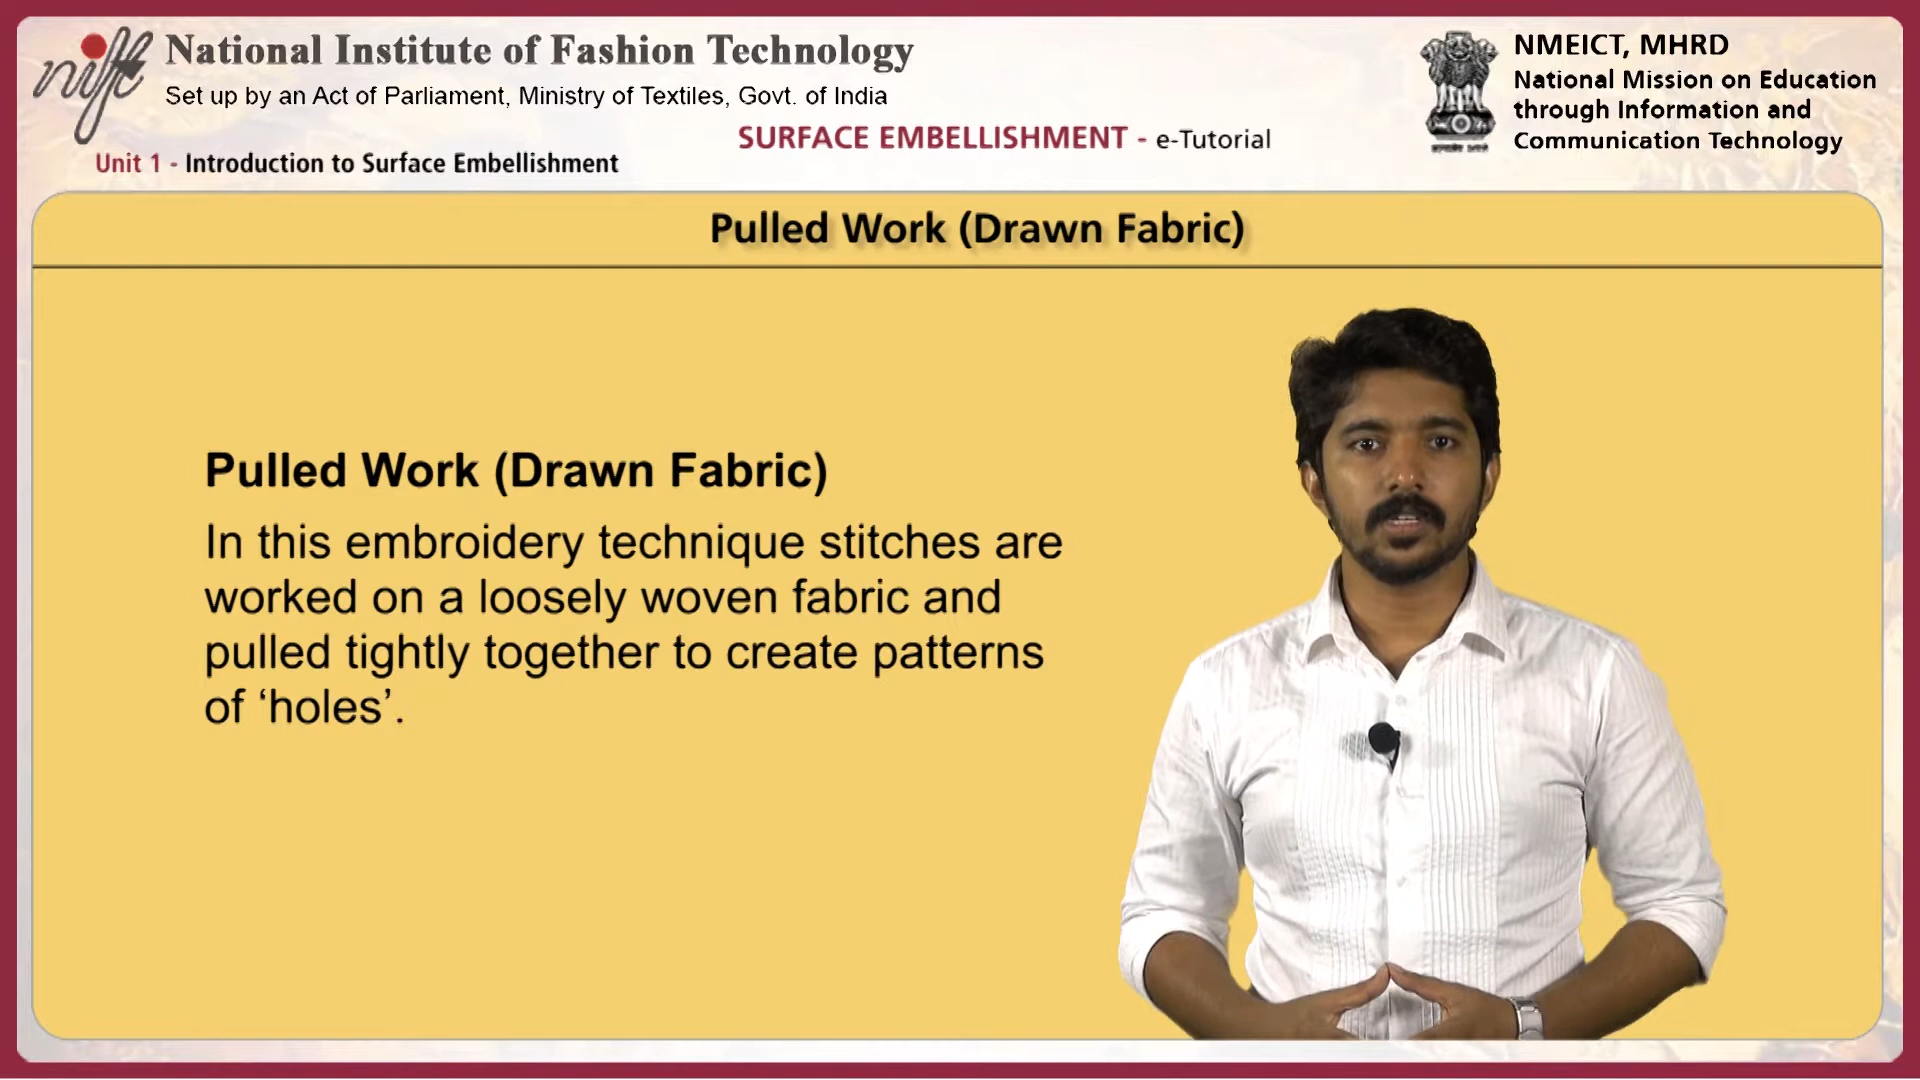 nift
National Institute of Fashion Technology
Set up by an Act of Parliament, Ministry of Textiles, Govt. of India
NMEICT, MHRD
National Mission on Education
through Information and
Communication Technology
SURFACE EMBELLISHMENT - e-Tutorial
Unit 1 - Introduction to Surface Embellishment
Pulled Work (Drawn Fabric)
Pulled Work (Drawn Fabric)
In this embroidery technique stitches are
worked on a loosely woven fabric and
pulled tightly together to create patterns
of ‘holes’.